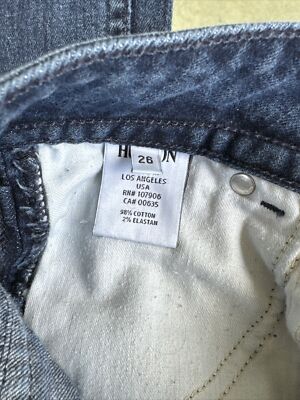 26
LOS ANGELES
USA
RN# 107906
CA# 00635
98% COTTON
2% ELASTAN